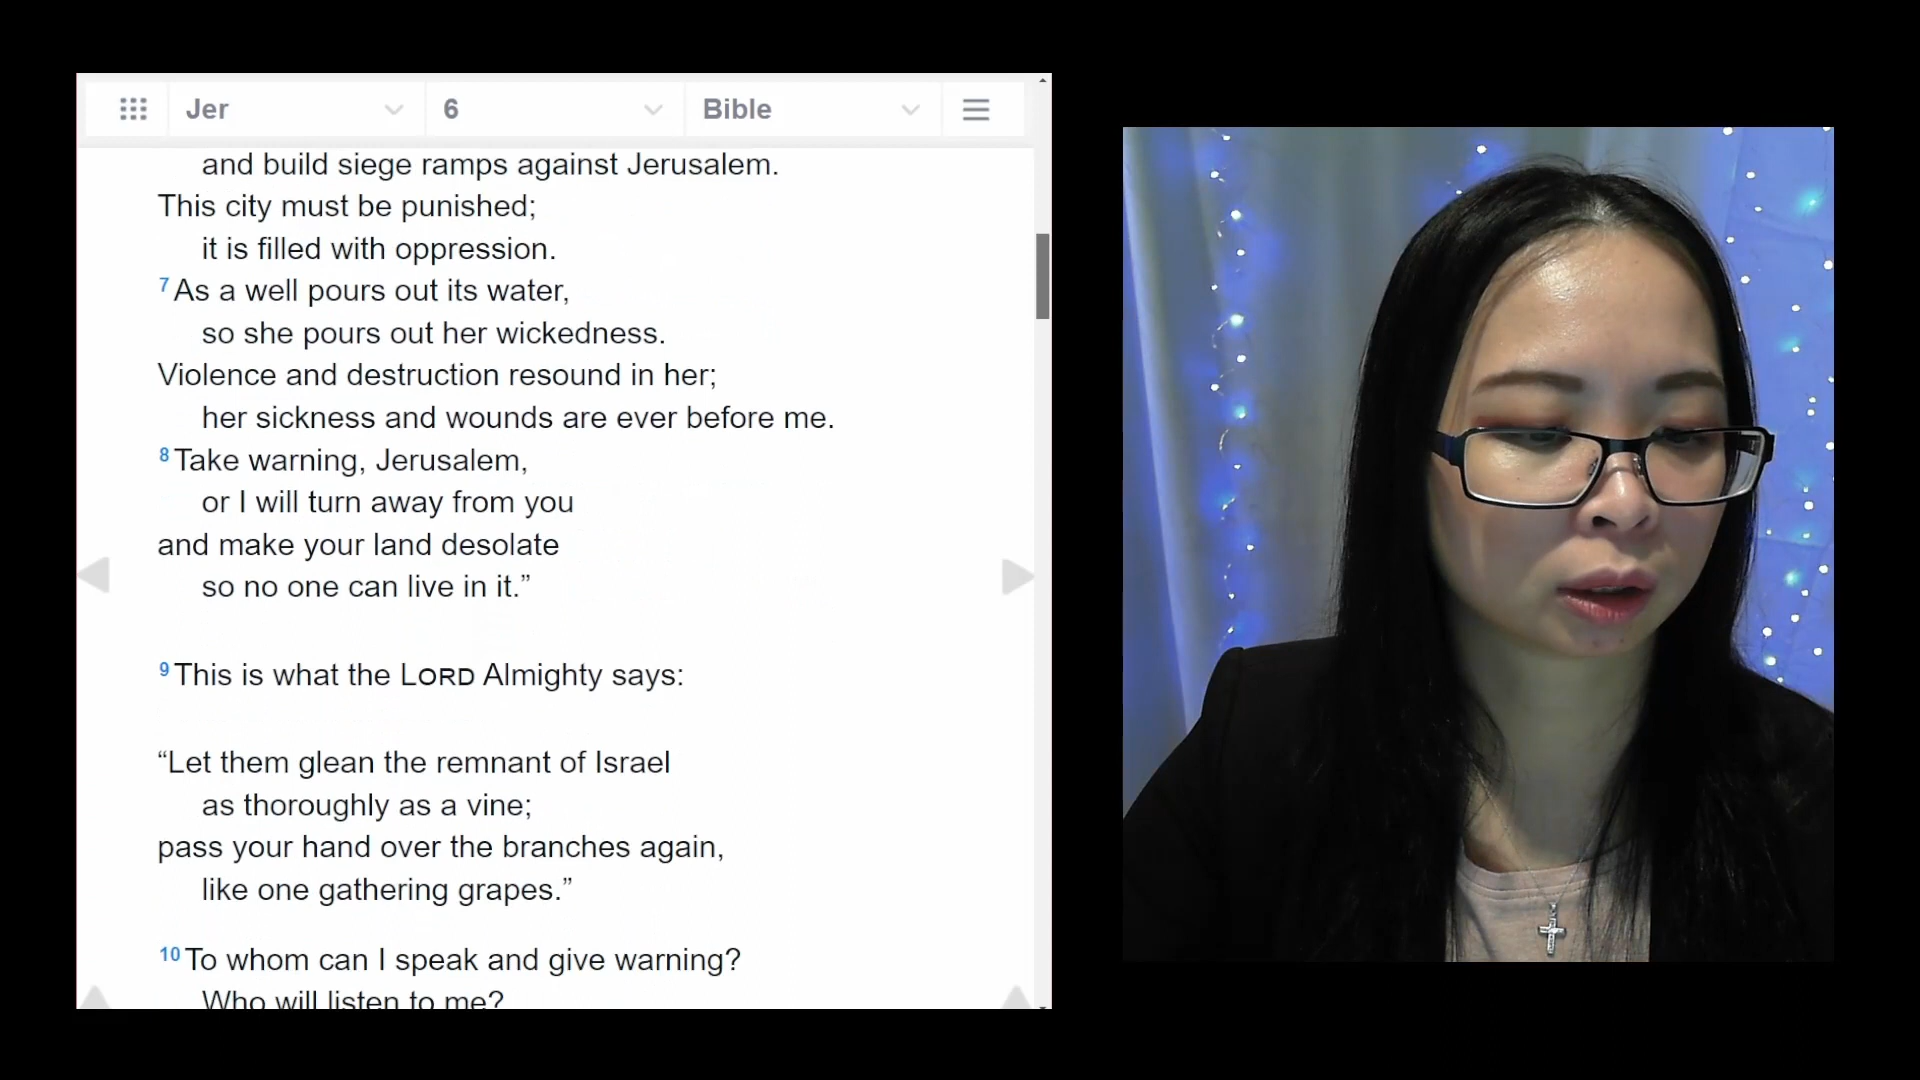 Jer 6 Bible
and build siege ramps against Jerusalem.
This city must be punished;
it is filled with oppression.
7 As a well pours out its water,
so she pours out her wickedness.
Violence and destruction resound in her;
her sickness and wounds are ever before me.
8 Take warning, Jerusalem,
or I will turn away from you
and make your land desolate
so no one can live in it.”
9 This is what the LORD Almighty says:
“Let them glean the remnant of Israel
as thoroughly as a vine;
pass your hand over the branches again,
like one gathering grapes.”
10 To whom can I speak and give warning?
Who will listen to me?